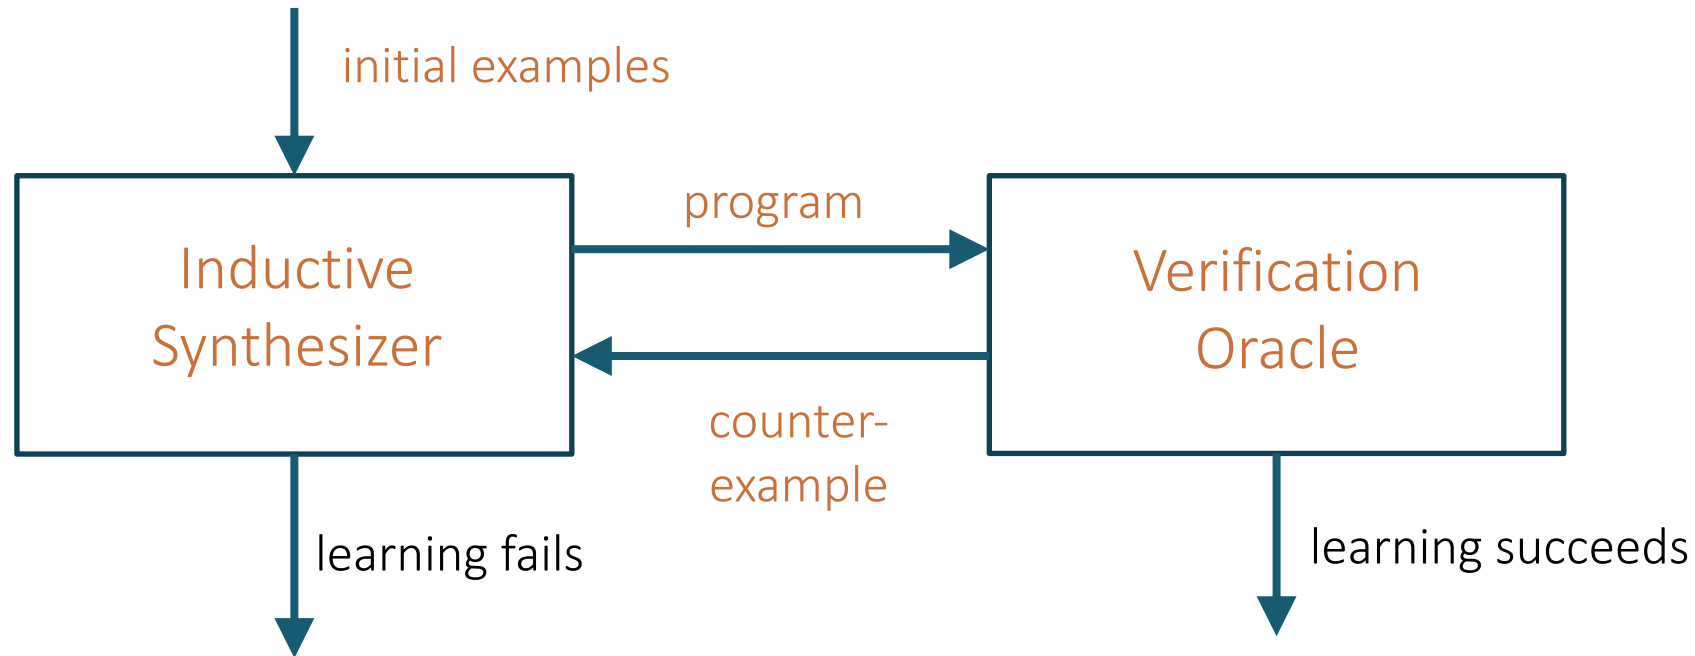 initial examples
program
Inductive
Synthesizer
Verification
Oracle
counter-
example
learning fails
learning succeeds